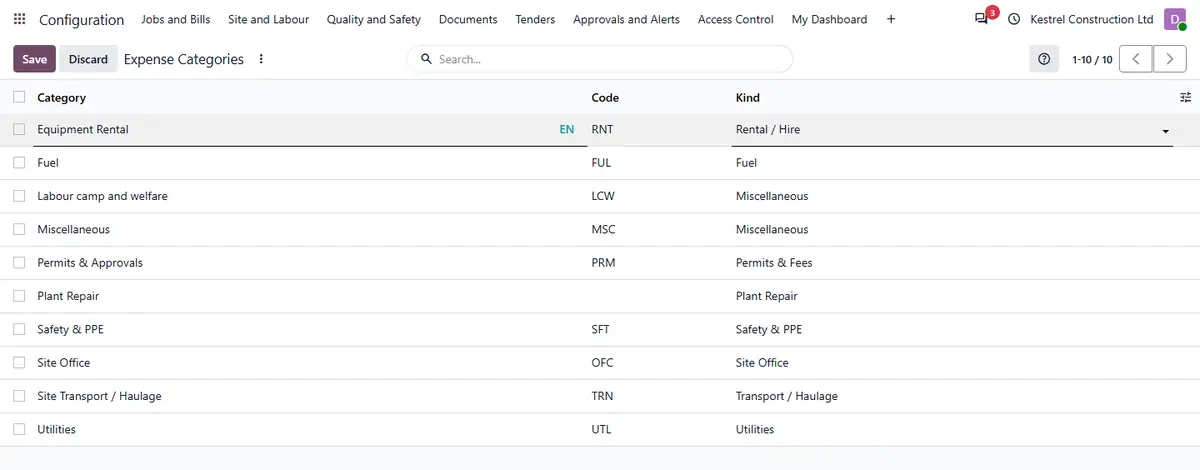 Configuration Jobs and Bills Site and Labour Quality and Safety Documents Tenders Approvals and Alerts Access Control My Dashboard + 3 Kestrel Construction Ltd D
Save Discard Expense Categories Search... 1-10 / 10
Category Code Kind
Equipment Rental EN RNT Rental / Hire
Fuel FUL Fuel
Labour camp and welfare LCW Miscellaneous
Miscellaneous MSC Miscellaneous
Permits & Approvals PRM Permits & Fees
Plant Repair Plant Repair
Safety & PPE SFT Safety & PPE
Site Office OFC Site Office
Site Transport / Haulage TRN Transport / Haulage
Utilities UTL Utilities